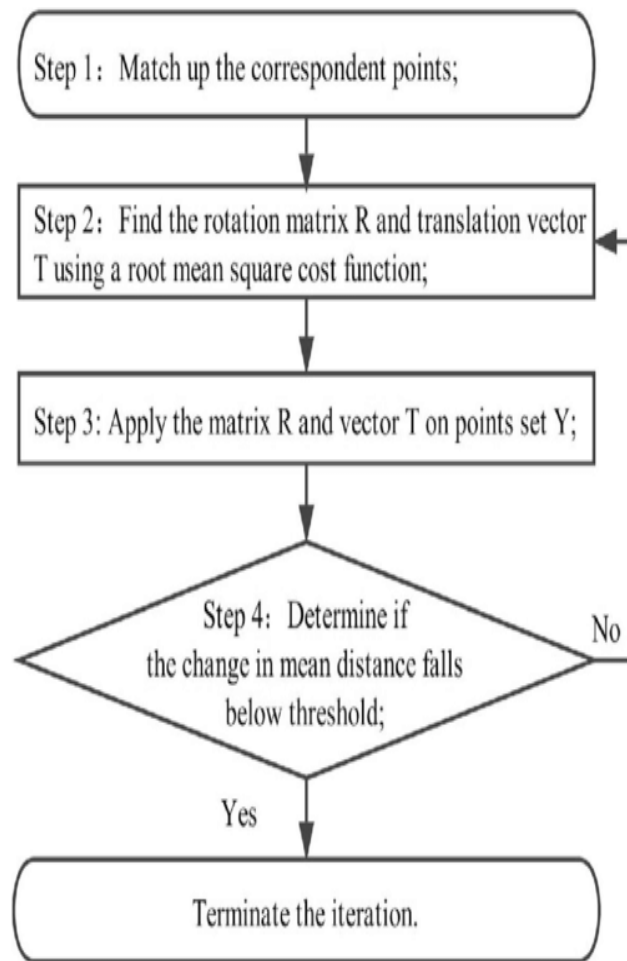 Step 1：Match up the correspondent points;
Step 2：Find the rotation matrix R and translation vector
T using a root mean square cost function;
Step 3: Apply the matrix R and vector T on points set Y;
Step 4：Determine if
the change in mean distance falls
below threshold;
No
Yes
Terminate the iteration.